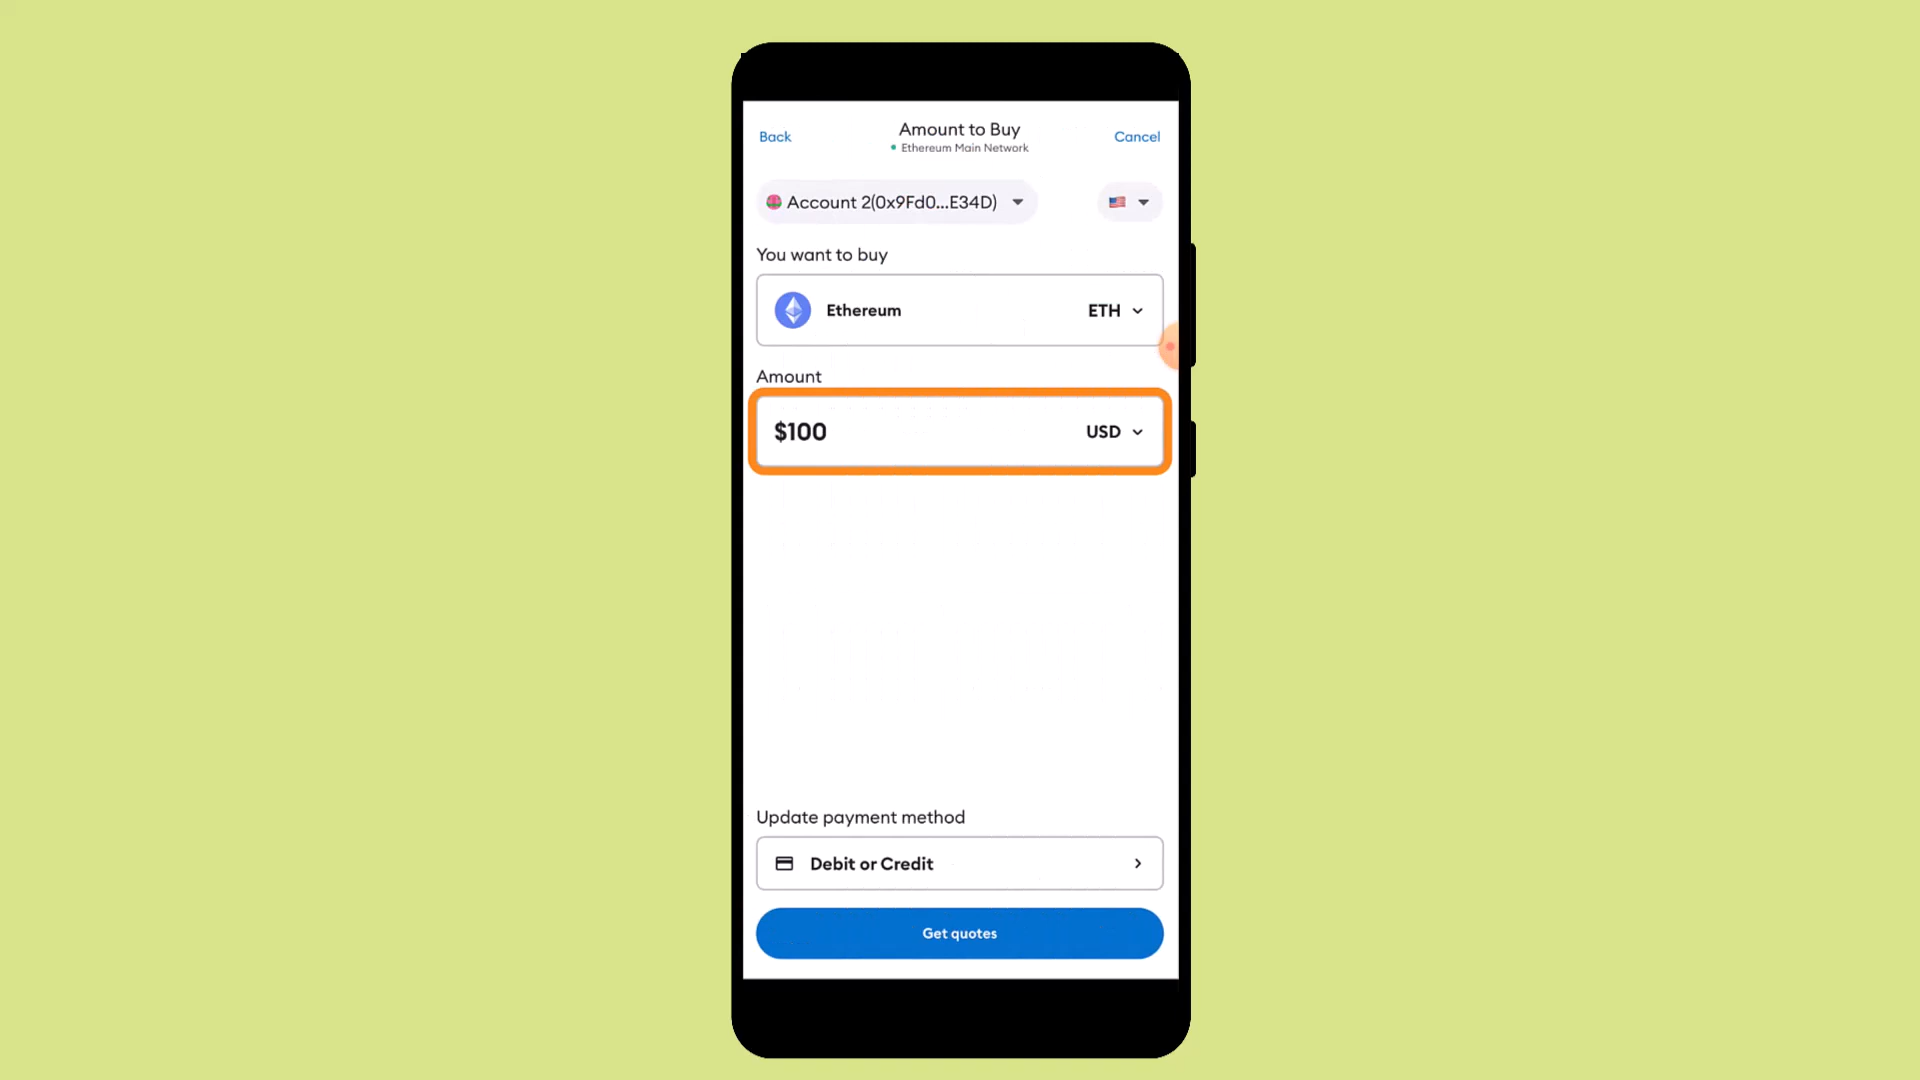 Back
Amount to Buy
Cancel
Ethereum Main Network
Account 2(0x9Fd0...E34D)
You want to buy
Ethereum
ETH
Amount
$100
USD
Update payment method
Debit or Credit
Get quotes